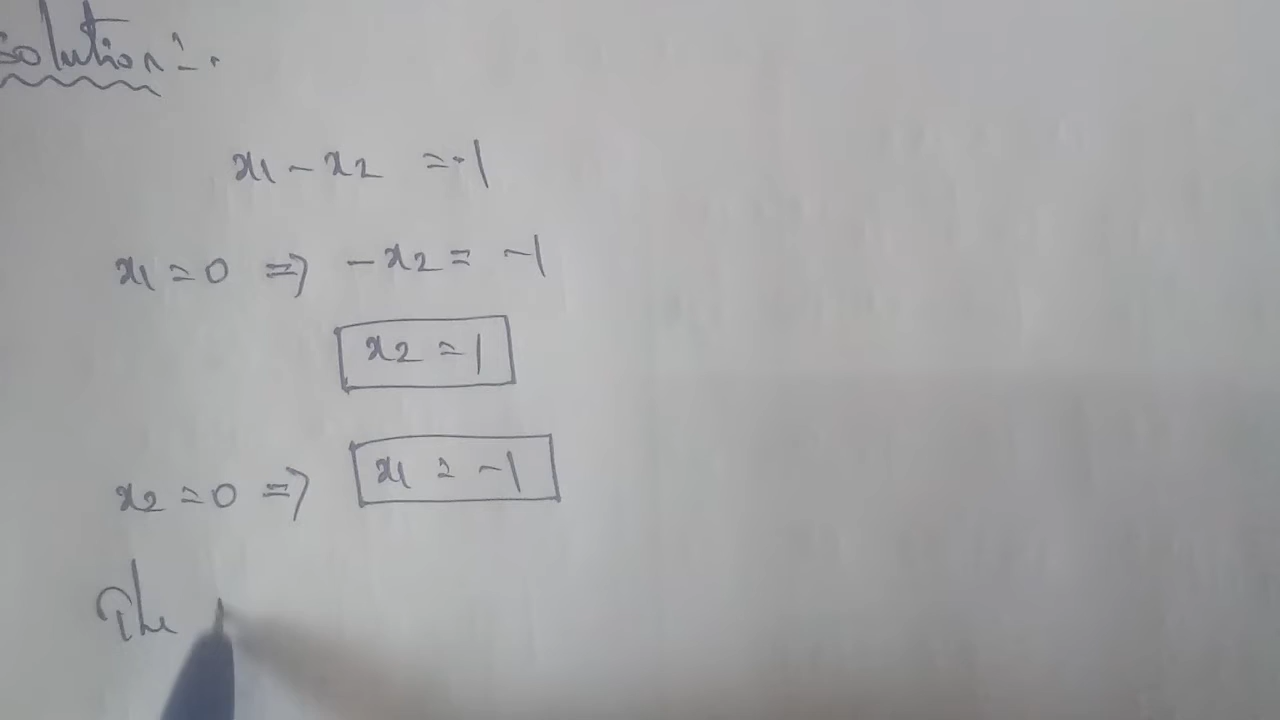 Solution:-
x1 - x2 = -1
x1 = 0 => -x2 = -1
x2 = 1
x2 = 0 => x1 = -1
The